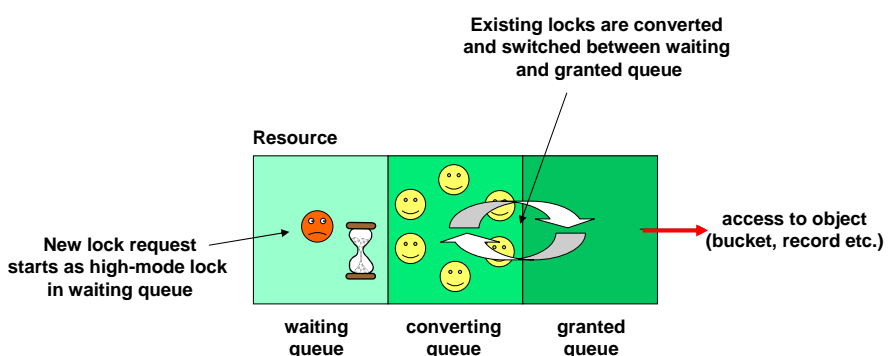 Existing locks are converted
and switched between waiting
and granted queue
Resource
New lock request
starts as high-mode lock
in waiting queue
access to object
(bucket, record etc.)
waiting
queue
converting
queue
granted
queue